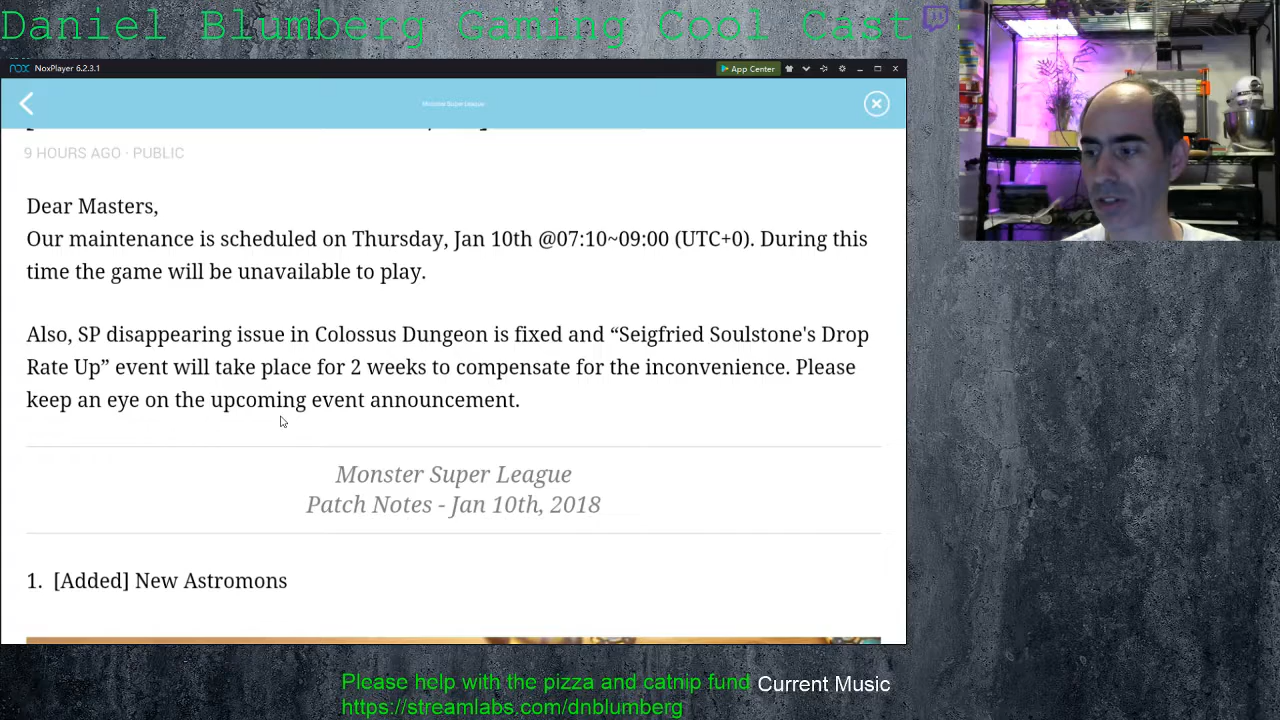 Daniel Blumberg Gaming Cool Cast
nox NoxPlayer 6.2.3.1
App Center
Monster Super League
9 HOURS AGO · PUBLIC
Dear Masters,
Our maintenance is scheduled on Thursday, Jan 10th @07:10~09:00 (UTC+0). During this
time the game will be unavailable to play.
Also, SP disappearing issue in Colossus Dungeon is fixed and “Seigfried Soulstone's Drop
Rate Up” event will take place for 2 weeks to compensate for the inconvenience. Please
keep an eye on the upcoming event announcement.
Monster Super League
Patch Notes - Jan 10th, 2018
1. [Added] New Astromons
Please help with the pizza and catnip fund
https://streamlabs.com/dnblumberg
Current Music